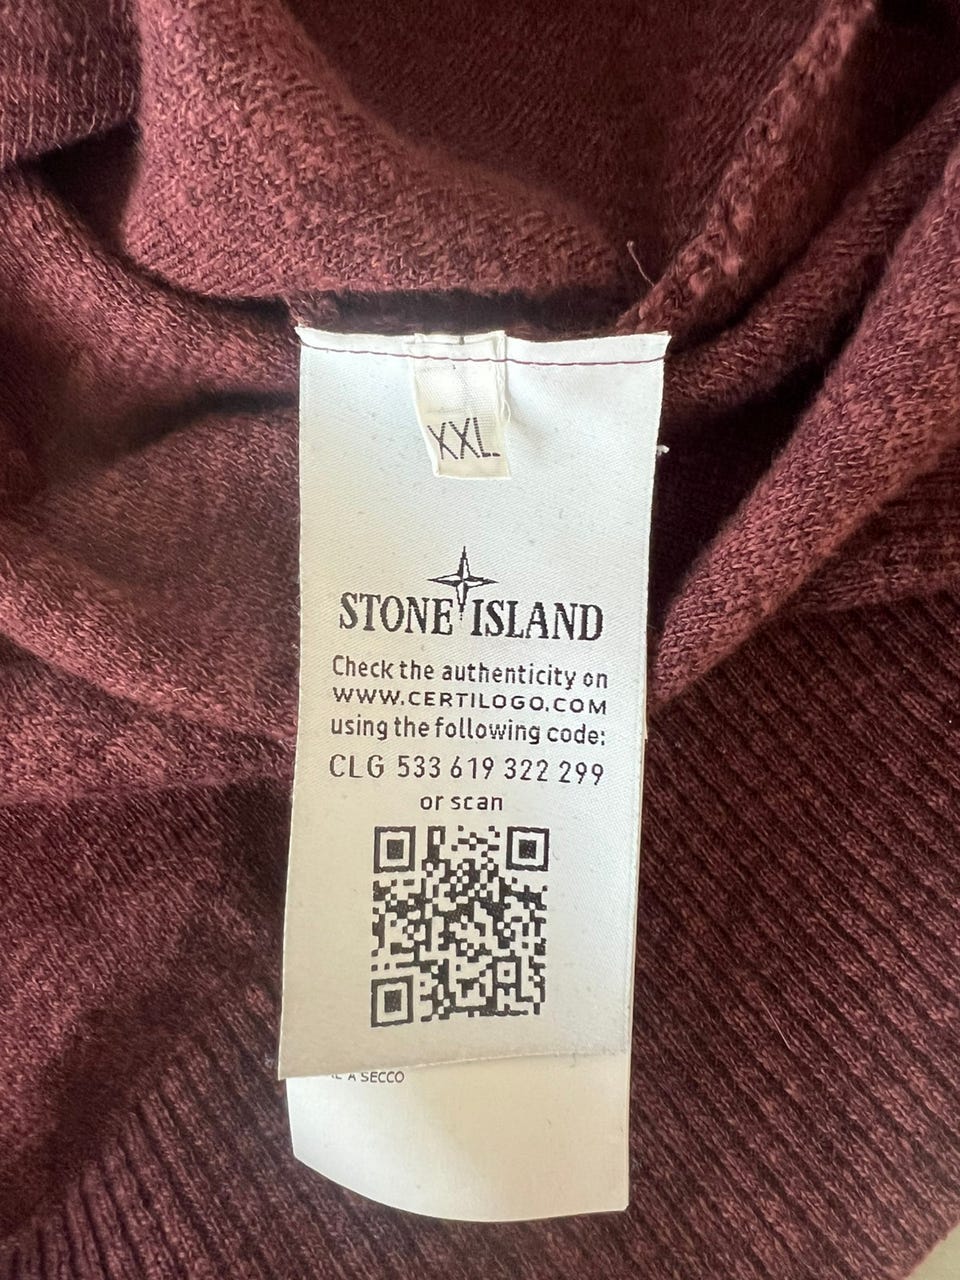 XXL
STONE ISLAND
Check the authenticity on
WWW.CERTILOGO.COM
using the following code:
CLG 533 619 322 299
or scan
A SECCO